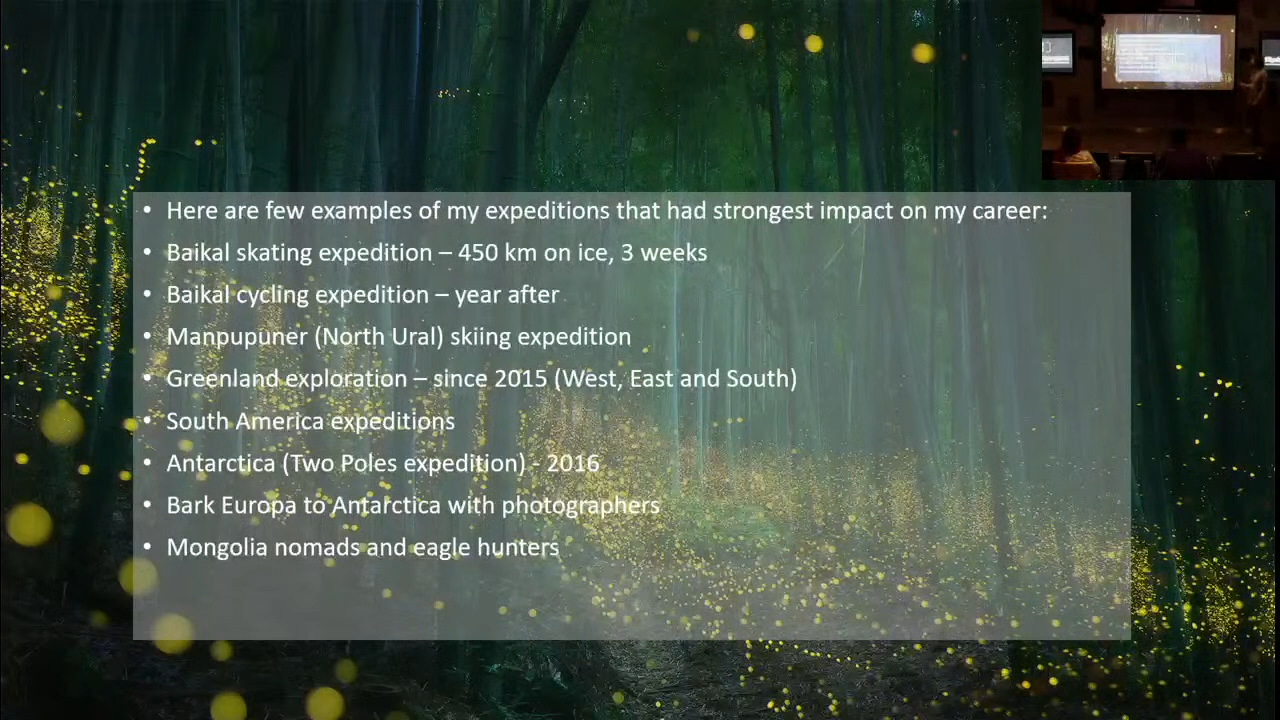 • Here are few examples of my expeditions that had strongest impact on my career:
• Baikal skating expedition – 450 km on ice, 3 weeks
• Baikal cycling expedition – year after
• Manpupuner (North Ural) skiing expedition
• Greenland exploration – since 2015 (West, East and South)
• South America expeditions
• Antarctica (Two Poles expedition) - 2016
• Bark Europa to Antarctica with photographers
• Mongolia nomads and eagle hunters